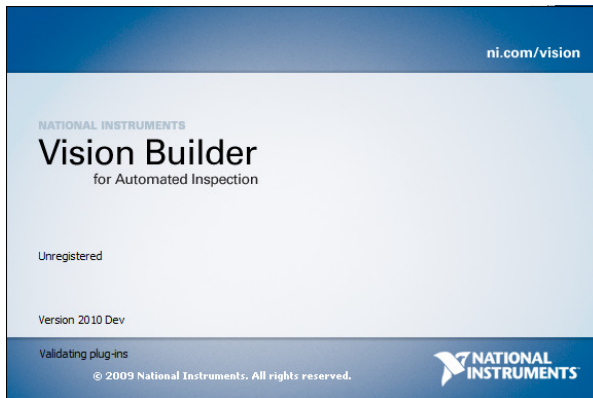 ni.com/vision
NATIONAL INSTRUMENTS
Vision Builder
for Automated Inspection
Unregistered
Version 2010 Dev
Validating plug-ins
© 2009 National Instruments. All rights reserved.
NATIONAL
INSTRUMENTS